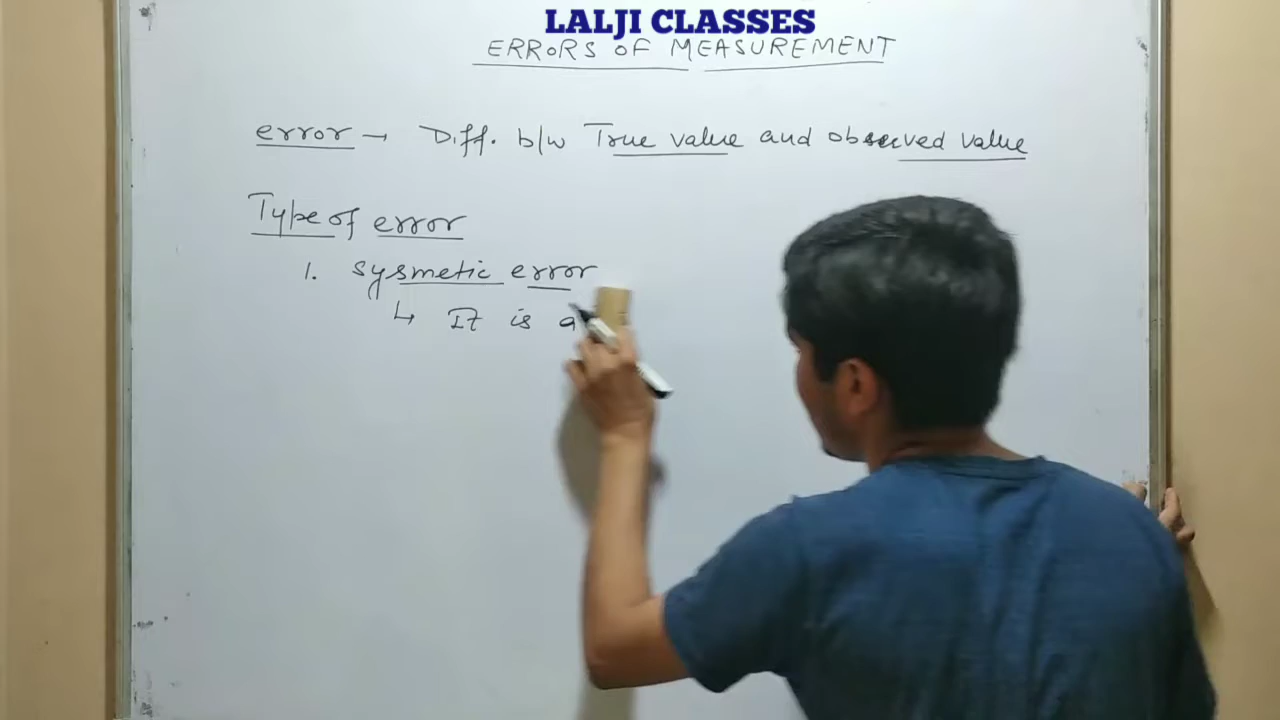 LALJI CLASSES
ERRORS OF MEASUREMENT
error → Diff. b/w True value and observed value
Type of error
1. sysmetic error
↳ It is a